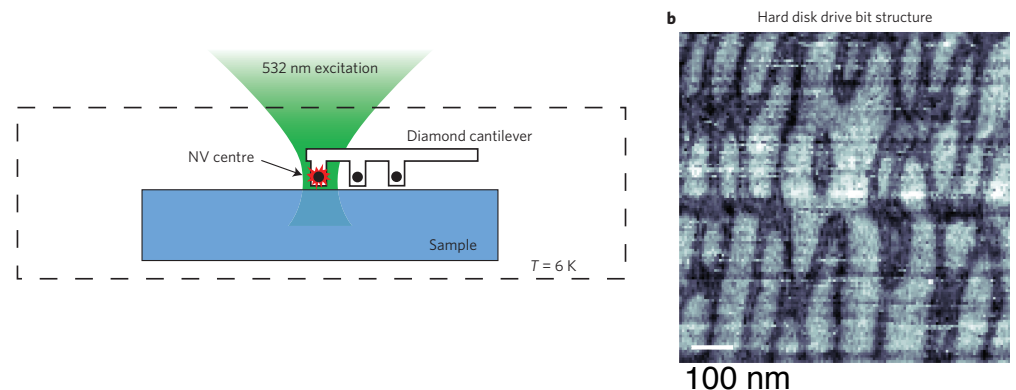 532 nm excitation
Diamond cantilever
NV centre
Sample
T = 6 K
b Hard disk drive bit structure
100 nm